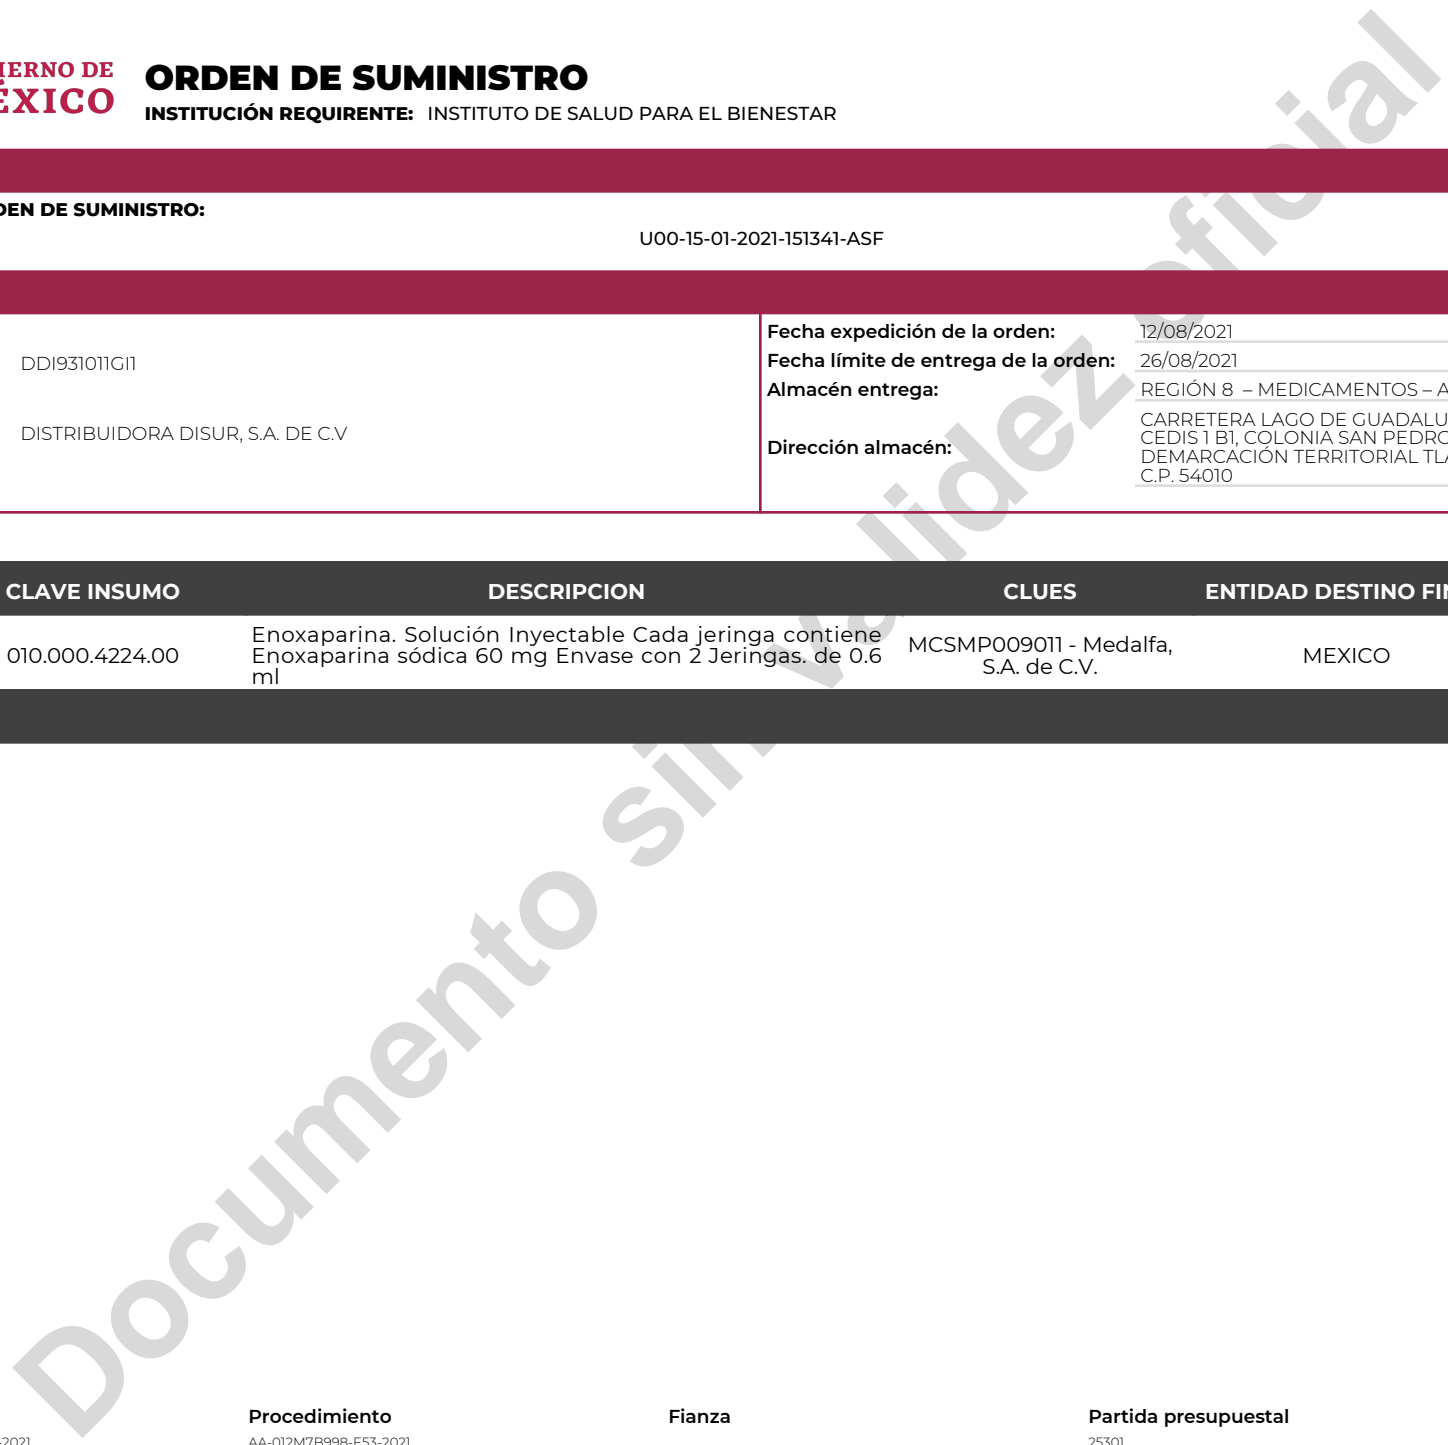 IERNO DE
ÉXICO
ORDEN DE SUMINISTRO
INSTITUCIÓN REQUIRENTE: INSTITUTO DE SALUD PARA EL BIENESTAR
DEN DE SUMINISTRO:
U00-15-01-2021-151341-ASF
DDI931011GI1
DISTRIBUIDORA DISUR, S.A. DE C.V
Fecha expedición de la orden: 12/08/2021
Fecha límite de entrega de la orden: 26/08/2021
Almacén entrega: REGIÓN 8 – MEDICAMENTOS – A
Dirección almacén:
CARRETERA LAGO DE GUADALU
CEDIS 1 B1, COLONIA SAN PEDRO
DEMARCACIÓN TERRITORIAL TLA
C.P. 54010
CLAVE INSUMO DESCRIPCION CLUES ENTIDAD DESTINO FIN
010.000.4224.00
Enoxaparina. Solución Inyectable Cada jeringa contiene
Enoxaparina sódica 60 mg Envase con 2 Jeringas. de 0.6
ml
MCSMP009011 - Medalfa,
S.A. de C.V.
MEXICO
Documento sin validez oficial
Procedimiento Fianza Partida presupuestal
-2021 AA-012M7B998-E53-2021 25301